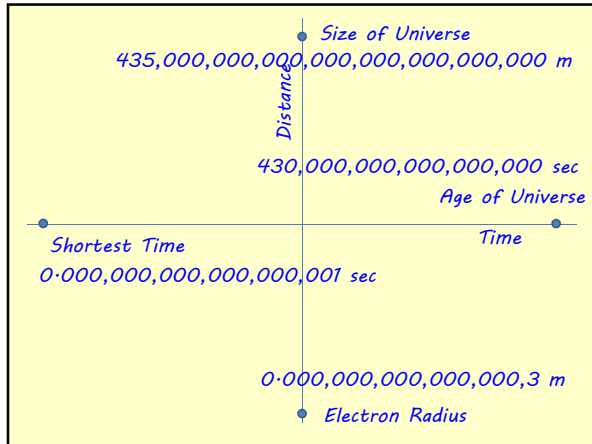 Size of Universe
435,000,000,000,000,000,000,000,000 m
Distance
430,000,000,000,000,000 sec
Age of Universe
Time
Shortest Time
0·000,000,000,000,000,001 sec
0·000,000,000,000,000,3 m
Electron Radius